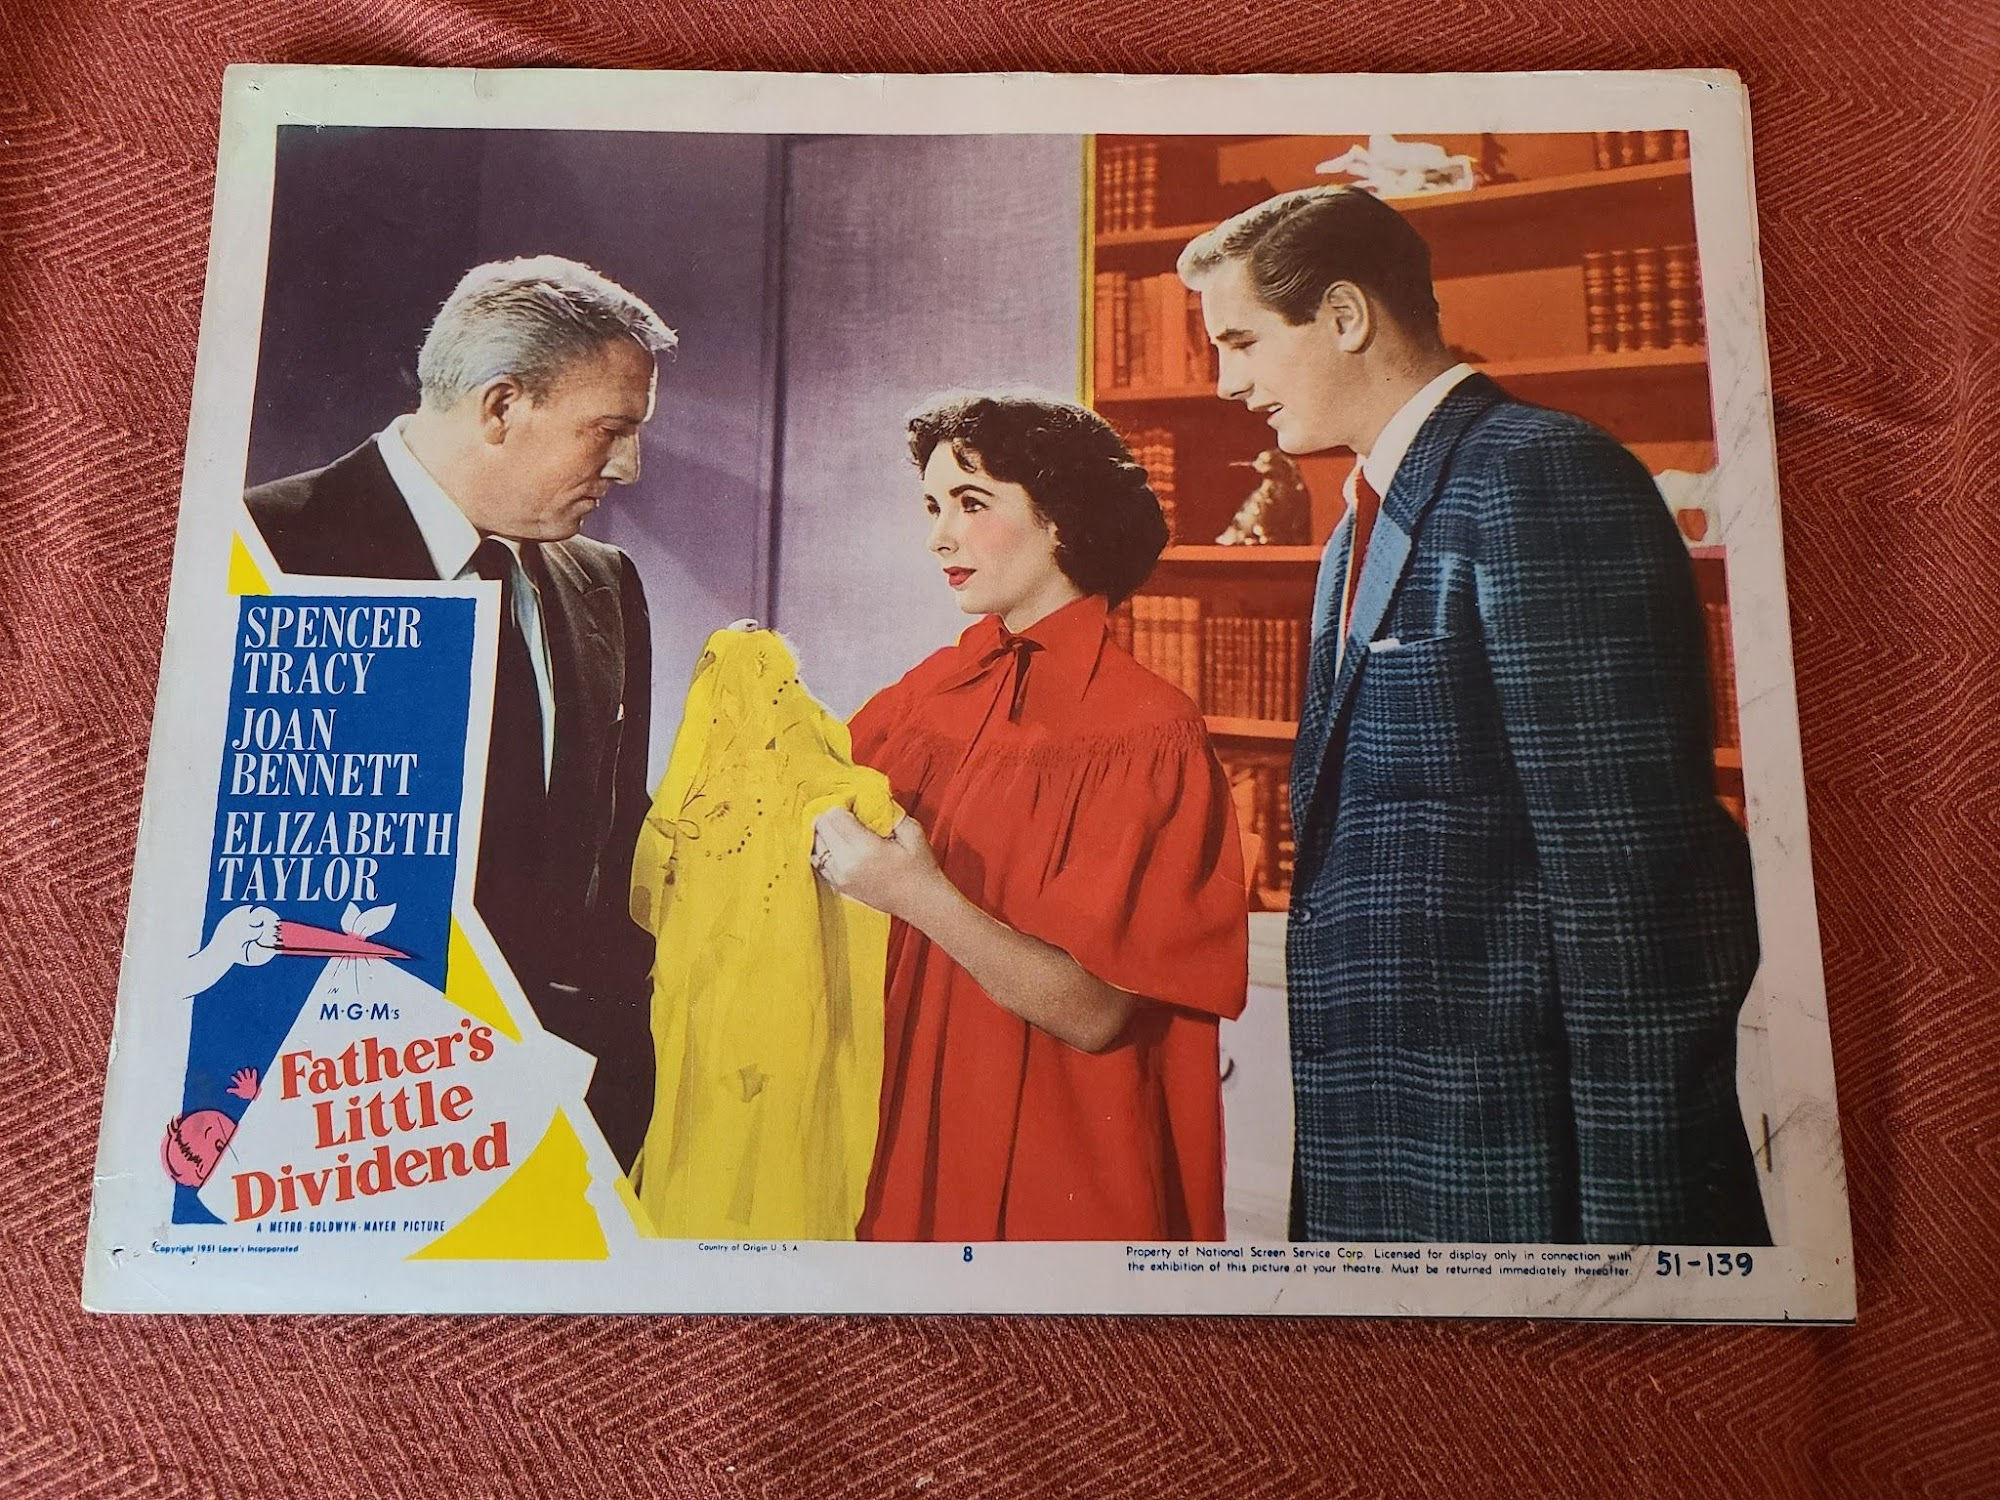 SPENCER
TRACY
JOAN
BENNETT
ELIZABETH
TAYLOR
IN
M·G·M's
Father's
Little
Dividend
A METRO-GOLDWYN-MAYER PICTURE
Copyright 1951 Loew's Incorporated
Country of Origin U. S. A.
8
Property of National Screen Service Corp. Licensed for display only in connection with
the exhibition of this picture at your theatre. Must be returned immediately thereafter.
51-139